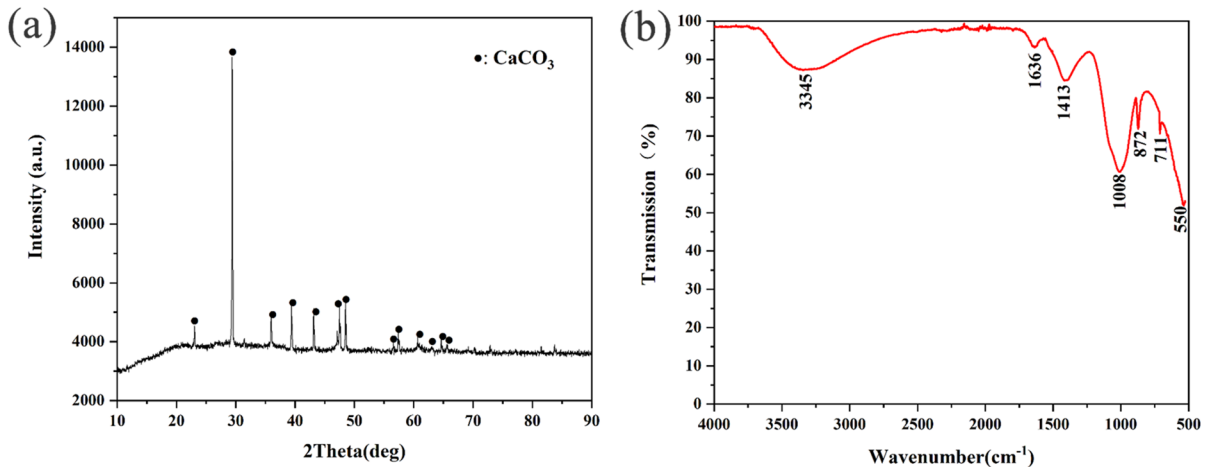 (a)
14000
12000
10000
8000
6000
4000
2000
Intensity (a.u.)
●: CaCO₃
10 20 30 40 50 60 70 80 90
2Theta(deg)
(b)
100
90
80
70
60
50
40
30
20
10
0
Transmission（%）
3345
1636
1413
1008
872
711
550
4000 3500 3000 2500 2000 1500 1000 500
Wavenumber(cm⁻¹)